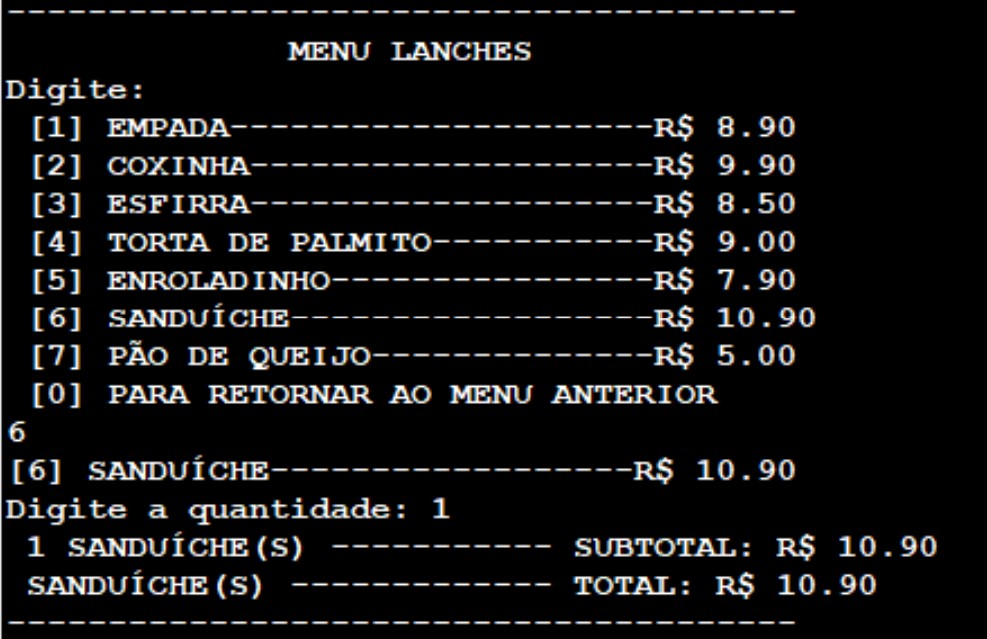 ---------------------------------------
MENU LANCHES
Digite:
[1] EMPADA---------------------R$ 8.90
[2] COXINHA--------------------R$ 9.90
[3] ESFIRRA--------------------R$ 8.50
[4] TORTA DE PALMITO-----------R$ 9.00
[5] ENROLADINHO----------------R$ 7.90
[6] SANDUÍCHE------------------R$ 10.90
[7] PÃO DE QUEIJO--------------R$ 5.00
[0] PARA RETORNAR AO MENU ANTERIOR
6
[6] SANDUÍCHE------------------R$ 10.90
Digite a quantidade: 1
1 SANDUÍCHE(S) ----------- SUBTOTAL: R$ 10.90
SANDUÍCHE(S) ------------- TOTAL: R$ 10.90
---------------------------------------